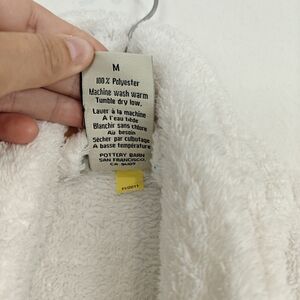 M
100% Polyester
Machine wash warm
Tumble dry low.
Laver à la machine
A l'eau tiède
Blanchir sans chlore
Au besoin
Sécher par culbutage
A basse température
POTTERY BARN
SAN FRANCISCO,